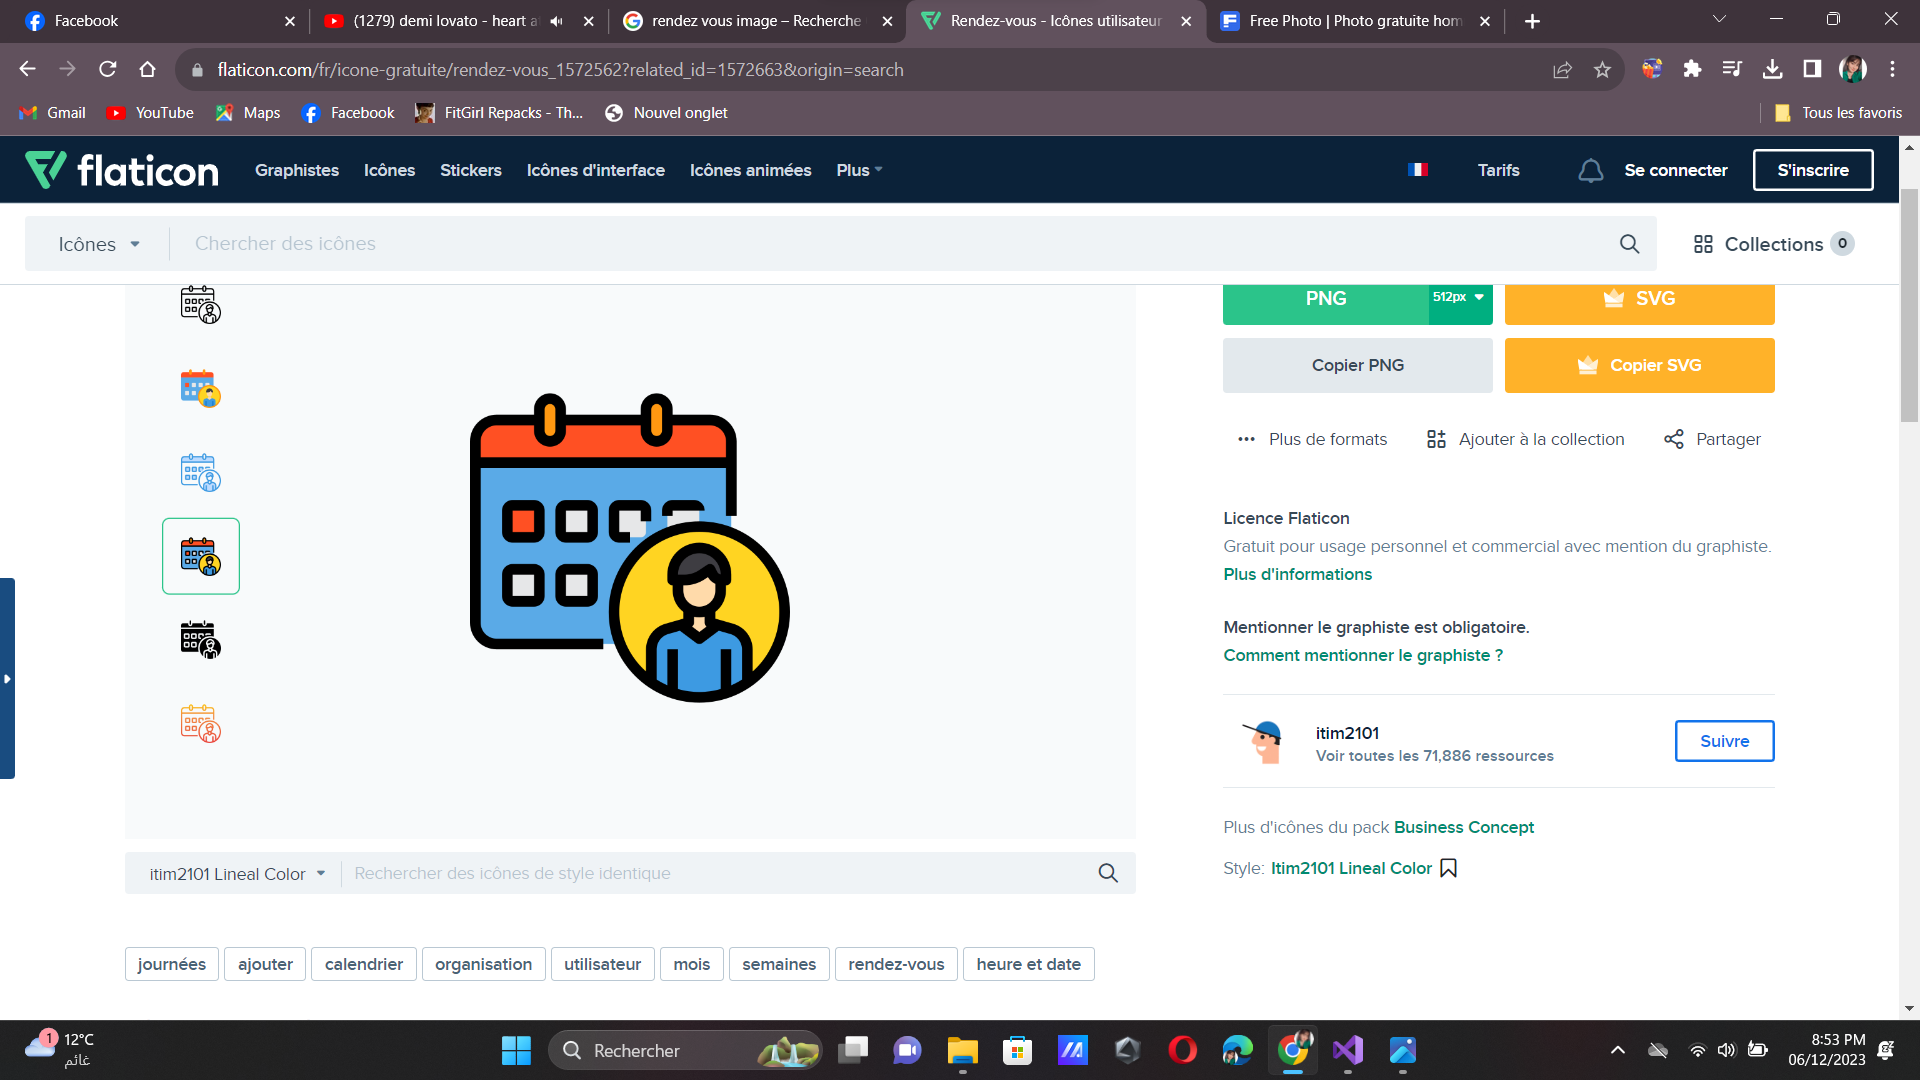 Facebook
(1279) demi lovato - heart at
rendez vous image – Recherche
Rendez-vous - Icônes utilisateur
Free Photo | Photo gratuite hom
flaticon.com/fr/icone-gratuite/rendez-vous_1572562?related_id=1572663&origin=search
Gmail
YouTube
Maps
Facebook
FitGirl Repacks - Th...
Nouvel onglet
Tous les favoris
flaticon
Graphistes
Icônes
Stickers
Icônes d'interface
Icônes animées
Plus
Tarifs
Se connecter
S'inscrire
Icônes
Chercher des icônes
Collections 0
PNG
512px
SVG
Copier PNG
Copier SVG
Plus de formats
Ajouter à la collection
Partager
Licence Flaticon
Gratuit pour usage personnel et commercial avec mention du graphiste.
Plus d'informations
Mentionner le graphiste est obligatoire.
Comment mentionner le graphiste ?
itim2101
Voir toutes les 71,886 ressources
Suivre
Plus d'icônes du pack Business Concept
Style: Itim2101 Lineal Color
itim2101 Lineal Color
Rechercher des icônes de style identique
journées
ajouter
calendrier
organisation
utilisateur
mois
semaines
rendez-vous
heure et date
1
12°C
غائم
Rechercher
8:53 PM
06/12/2023